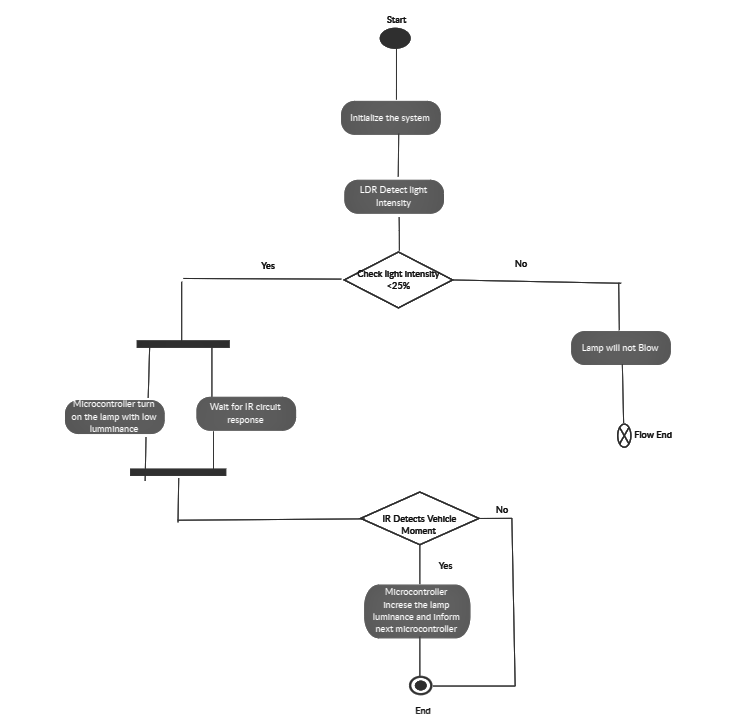 Start
Initialize the system
LDR Detect light
Intensity
Check light Intensity
<25%
Yes
No
Lamp will not Blow
Flow End
Microcontroller turn
on the lamp with low
lumminance
Wait for IR circuit
response
IR Detects Vehicle
Moment
No
Yes
Microcontroller
increse the lamp
luminance and inform
next microcontroller
End